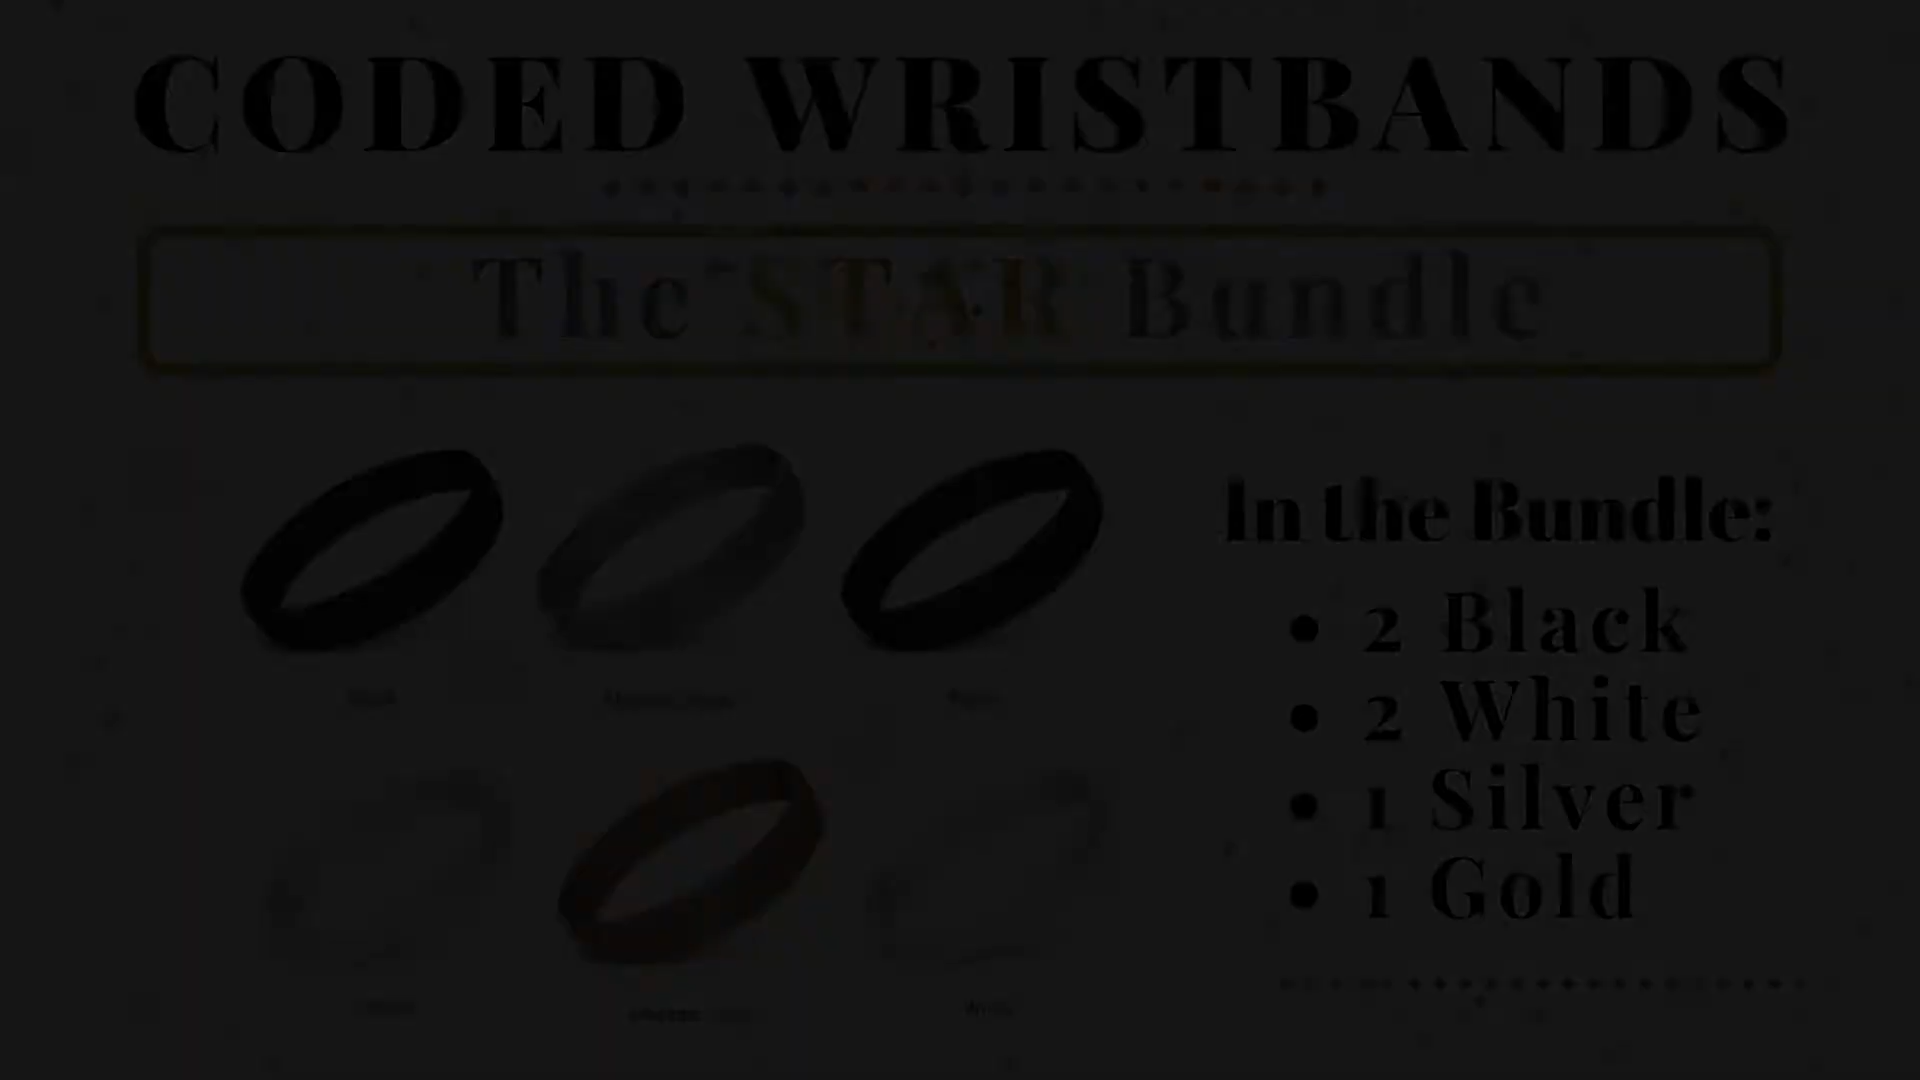 CODED WRISTBANDS
The STAR Bundle
In the Bundle:
• 2 Black
• 2 White
• 1 Silver
• 1 Gold